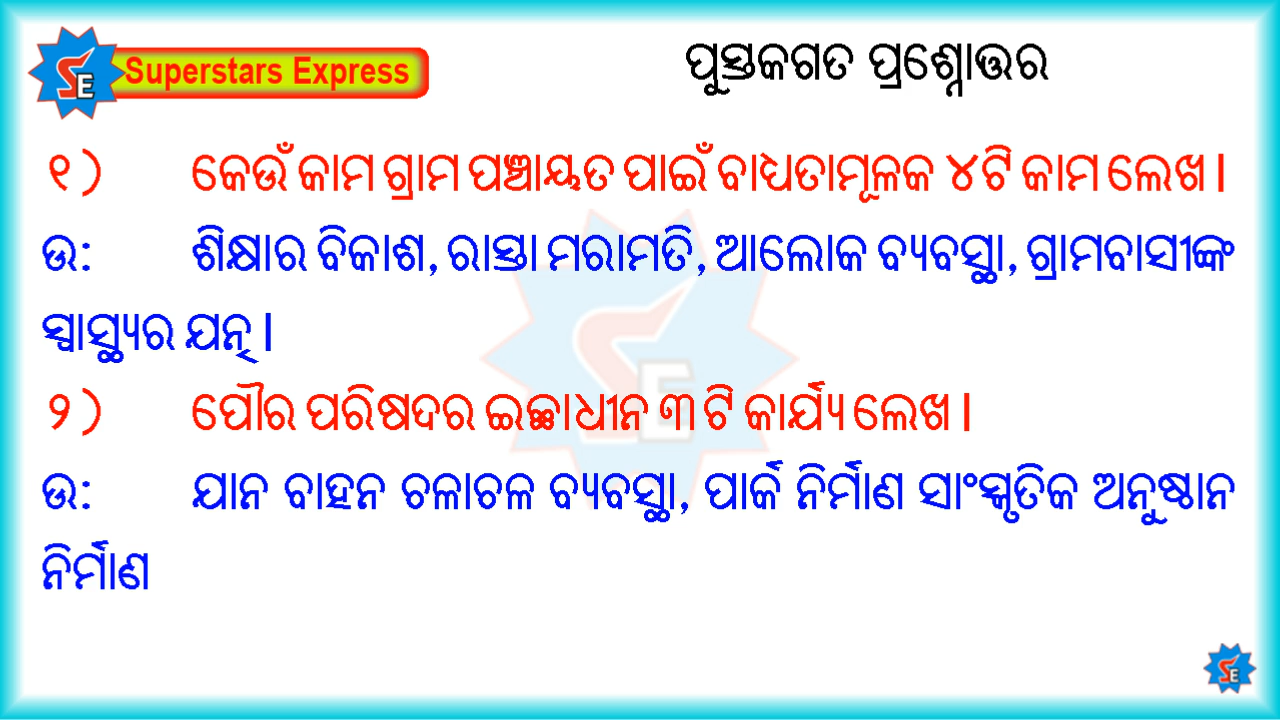 Superstars Express
ପୁସ୍ତକଗତ ପ୍ରଶ୍ନୋତ୍ତର
୧) କେଉଁ କାମ ଗ୍ରାମ ପଞ୍ଚାୟତ ପାଇଁ ବାଧ୍ୟତାମୂଳକ ୪ଟି କାମ ଲେଖ।
ଉ: ଶିକ୍ଷାର ବିକାଶ, ରାସ୍ତା ମରାମତି, ଆଲୋକ ବ୍ୟବସ୍ଥା, ଗ୍ରାମବାସୀଙ୍କ
ସ୍ୱାସ୍ଥ୍ୟର ଯତ୍ନ।
୨) ପୌର ପରିଷଦର ଇଚ୍ଛାଧୀନ ୩ ଟି କାର୍ଯ୍ୟ ଲେଖ।
ଉ: ଯାନ ବାହନ ଚଳାଚଳ ବ୍ୟବସ୍ଥା, ପାର୍କ ନିର୍ମାଣ ସାଂସ୍କୃତିକ ଅନୁଷ୍ଠାନ
ନିର୍ମାଣ